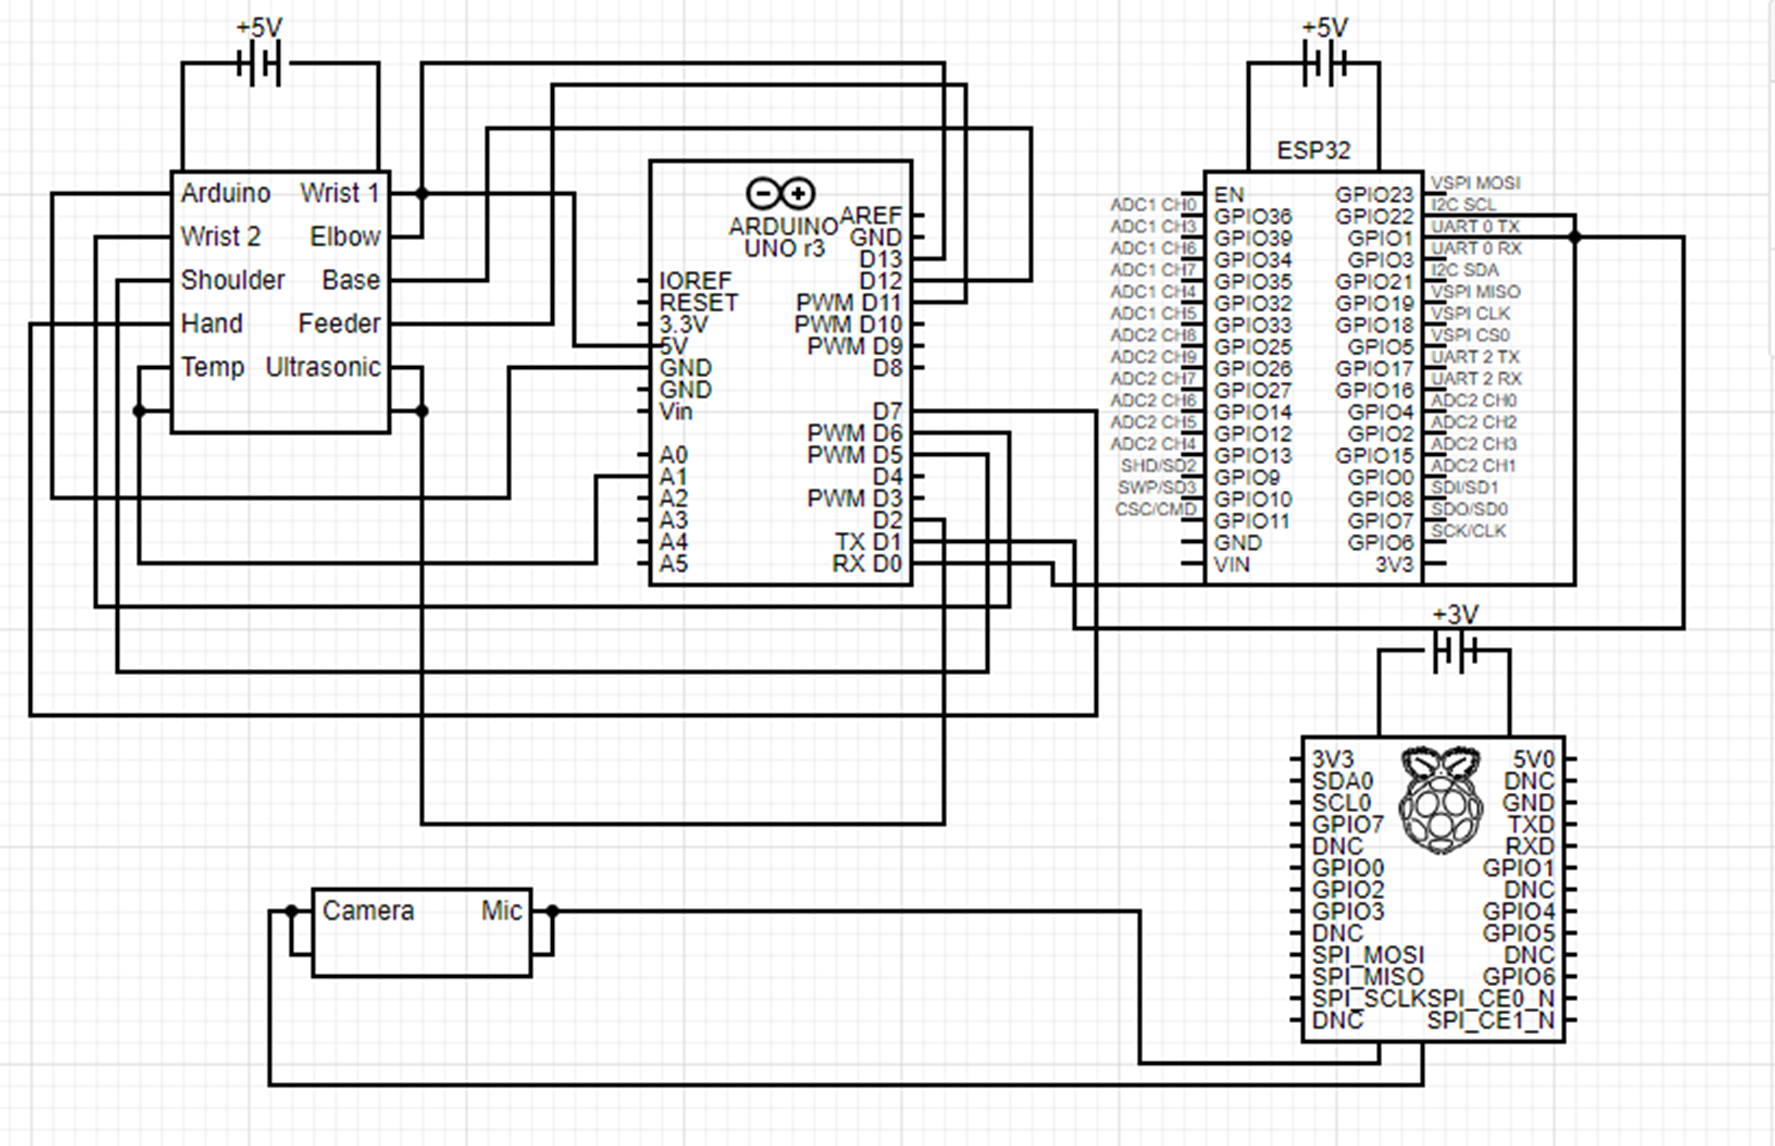 +5V
Arduino Wrist 1
Wrist 2 Elbow
Shoulder Base
Hand Feeder
Temp Ultrasonic
ARDUINO
UNO r3
IOREF
RESET
3.3V
5V
GND
GND
Vin
A0
A1
A2
A3
A4
A5
AREF
GND
D13
D12
PWM D11
PWM D10
PWM D9
D8
D7
PWM D6
PWM D5
D4
PWM D3
D2
TX D1
RX D0
+5V
ESP32
ADC1 CH0
ADC1 CH3
ADC1 CH6
ADC1 CH7
ADC1 CH4
ADC1 CH5
ADC2 CH8
ADC2 CH9
ADC2 CH7
ADC2 CH6
ADC2 CH5
ADC2 CH4
SHD/SD2
SWP/SD3
CSC/CMD
EN
GPIO36
GPIO39
GPIO34
GPIO35
GPIO32
GPIO33
GPIO25
GPIO26
GPIO27
GPIO14
GPIO12
GPIO13
GPIO9
GPIO10
GPIO11
GND
VIN
GPIO23
GPIO22
GPIO1
GPIO3
GPIO21
GPIO19
GPIO18
GPIO5
GPIO17
GPIO16
GPIO4
GPIO2
GPIO15
GPIO0
GPIO8
GPIO7
GPIO6
3V3
VSPI MOSI
I2C SCL
UART 0 TX
UART 0 RX
I2C SDA
VSPI MISO
VSPI CLK
VSPI CS0
UART 2 TX
UART 2 RX
ADC2 CH0
ADC2 CH2
ADC2 CH3
ADC2 CH1
SDI/SD1
SDO/SD0
SCK/CLK
+3V
3V3
SDA0
SCL0
GPIO7
DNC
GPIO0
GPIO2
GPIO3
DNC
SPI_MOSI
SPI_MISO
SPI_SCLK
DNC
5V0
DNC
GND
TXD
RXD
GPIO1
DNC
GPIO4
GPIO5
DNC
GPIO6
SPI_CE0_N
SPI_CE1_N
Camera Mic